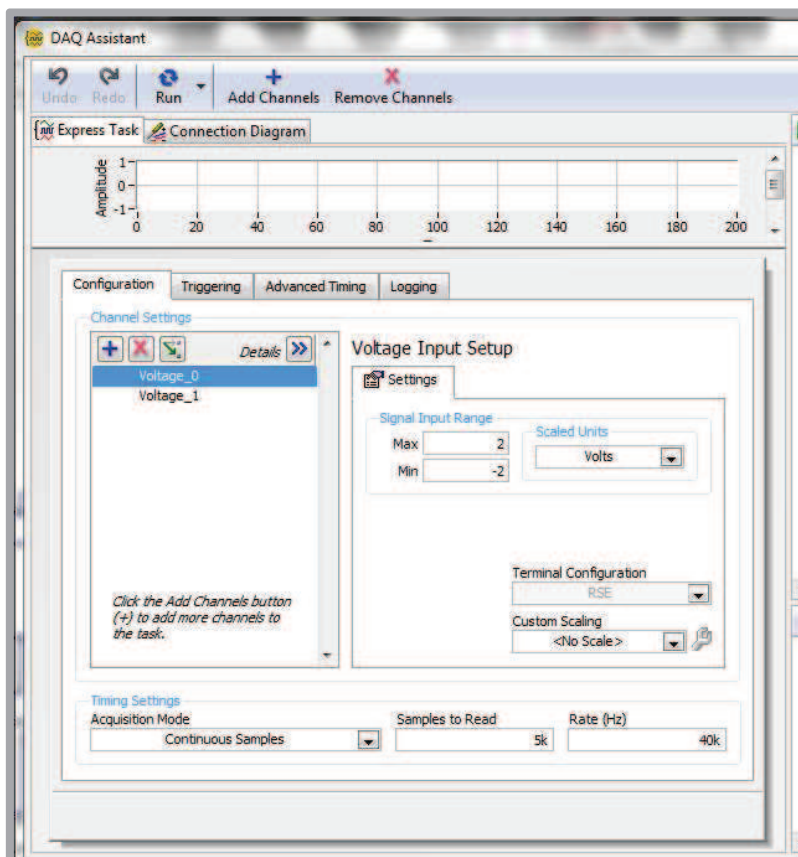 DAQ Assistant
Undo Redo Run Add Channels Remove Channels
Express Task Connection Diagram
Amplitude
1
0
-1
0 20 40 60 80 100 120 140 160 180 200
Configuration Triggering Advanced Timing Logging
Channel Settings
Details
Voltage_0
Voltage_1
Click the Add Channels button
(+) to add more channels to
the task.
Voltage Input Setup
Settings
Signal Input Range
Max 2
Min -2
Scaled Units
Volts
Terminal Configuration
RSE
Custom Scaling
<No Scale>
Timing Settings
Acquisition Mode Samples to Read Rate (Hz)
Continuous Samples 5k 40k